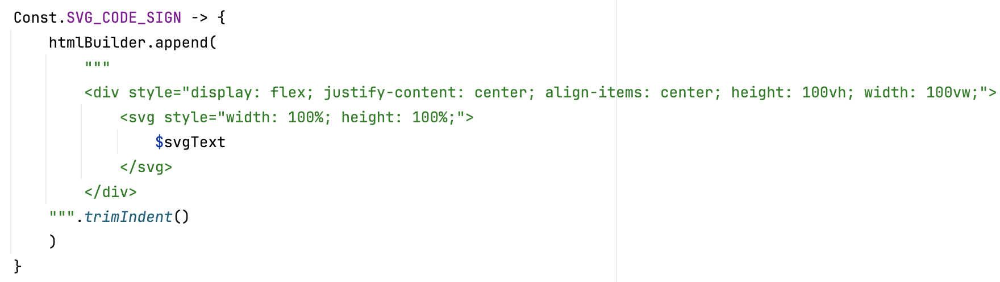 Const.SVG_CODE_SIGN -> {
    htmlBuilder.append(
        """
        <div style="display: flex; justify-content: center; align-items: center; height: 100vh; width: 100vw;">
            <svg style="width: 100%; height: 100%;">
                $svgText
            </svg>
        </div>
    """.trimIndent()
    )
}